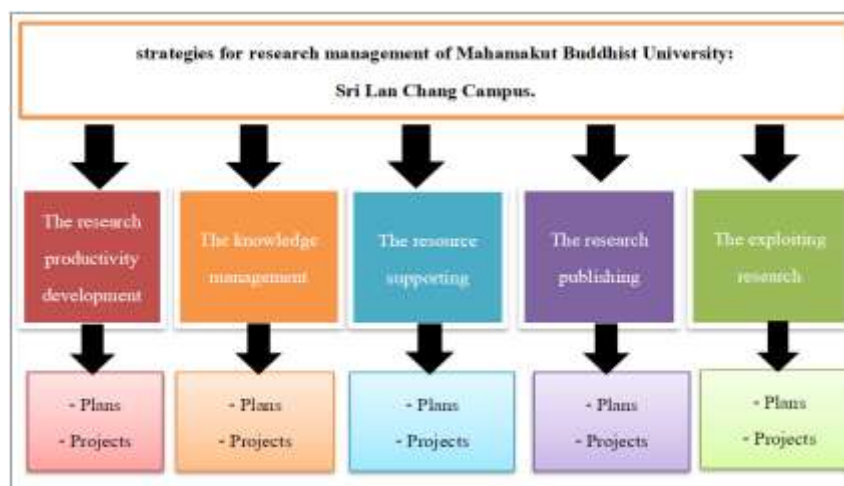 strategies for research management of Mahamakut Buddhist University:
Sri Lan Chang Campus.
The research
productivity
development
The knowledge
management
The resource
supporting
The research
publishing
The exploiting
research
- Plans
- Projects
- Plans
- Projects
- Plans
- Projects
- Plans
- Projects
- Plans
- Projects